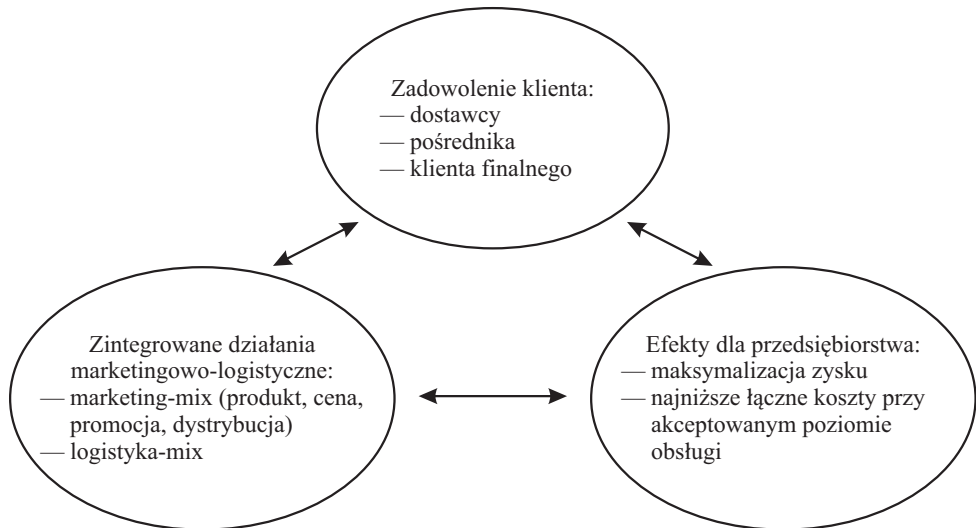 Zadowolenie klienta:
— dostawcy
— pośrednika
— klienta finalnego
Zintegrowane działania
marketingowo-logistyczne:
— marketing-mix (produkt, cena,
promocja, dystrybucja)
— logistyka-mix
Efekty dla przedsiębiorstwa:
— maksymalizacja zysku
— najniższe łączne koszty przy
akceptowanym poziomie
obsługi